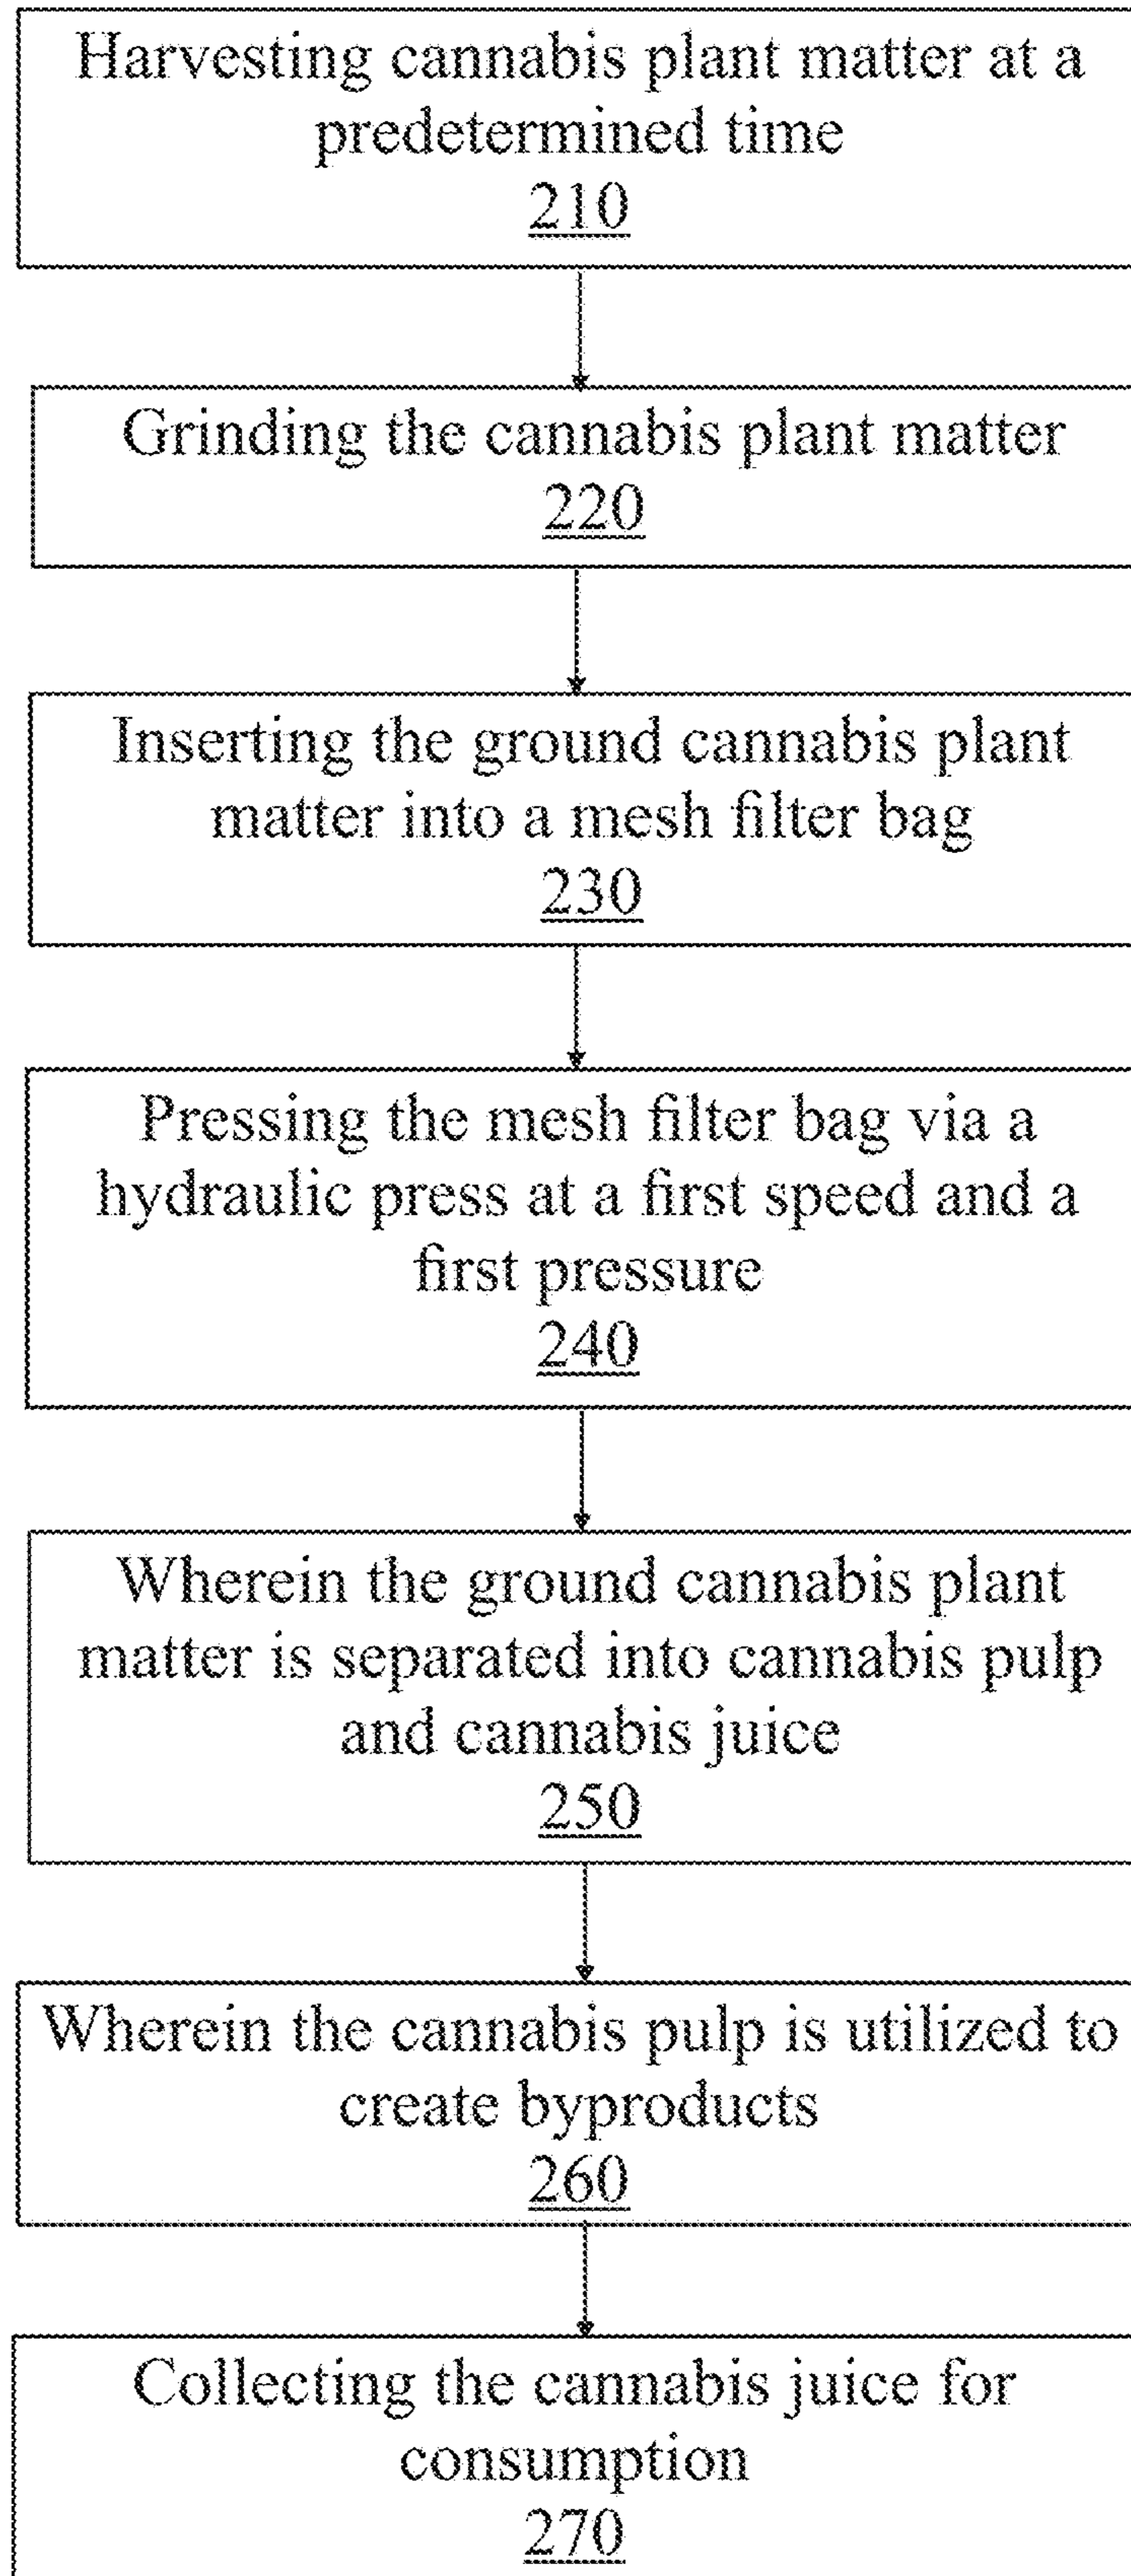 Harvesting cannabis plant matter at a
predetermined time
210
Grinding the cannabis plant matter
220
Inserting the ground cannabis plant
matter into a mesh filter bag
230
Pressing the mesh filter bag via a
hydraulic press at a first speed and a
first pressure
240
Wherein the ground cannabis plant
matter is separated into cannabis pulp
and cannabis juice
250
Wherein the cannabis pulp is utilized to
create byproducts
260
Collecting the cannabis juice for
consumption
270